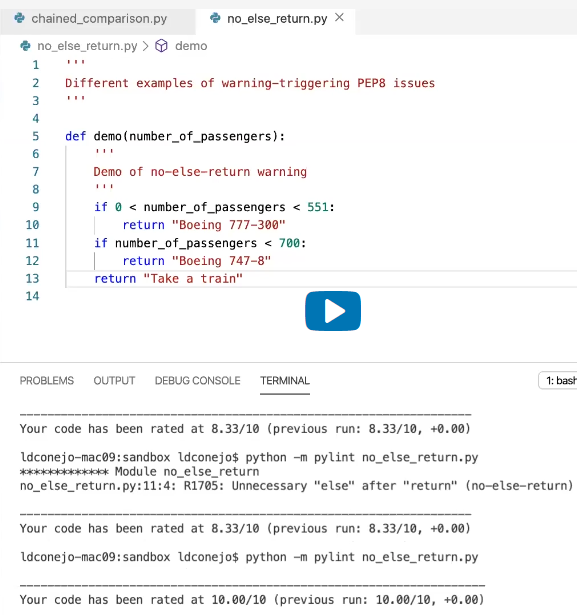 chained_comparison.py no_else_return.py ×
no_else_return.py > demo
1 '''
2 Different examples of warning-triggering PEP8 issues
3 '''
4
5 def demo(number_of_passengers):
6 '''
7 Demo of no-else-return warning
8 '''
9 if 0 < number_of_passengers < 551:
10 return "Boeing 777-300"
11 if number_of_passengers < 700:
12 return "Boeing 747-8"
13 return "Take a train"
14
PROBLEMS OUTPUT DEBUG CONSOLE TERMINAL 1: bash
------------------------------------------------------------------
Your code has been rated at 8.33/10 (previous run: 8.33/10, +0.00)
ldconejo-mac09:sandbox ldconejo$ python -m pylint no_else_return.py
************* Module no_else_return
no_else_return.py:11:4: R1705: Unnecessary "else" after "return" (no-else-return)
------------------------------------------------------------------
Your code has been rated at 8.33/10 (previous run: 8.33/10, +0.00)
ldconejo-mac09:sandbox ldconejo$ python -m pylint no_else_return.py
--------------------------------------------------------------------
Your code has been rated at 10.00/10 (previous run: 10.00/10, +0.00)